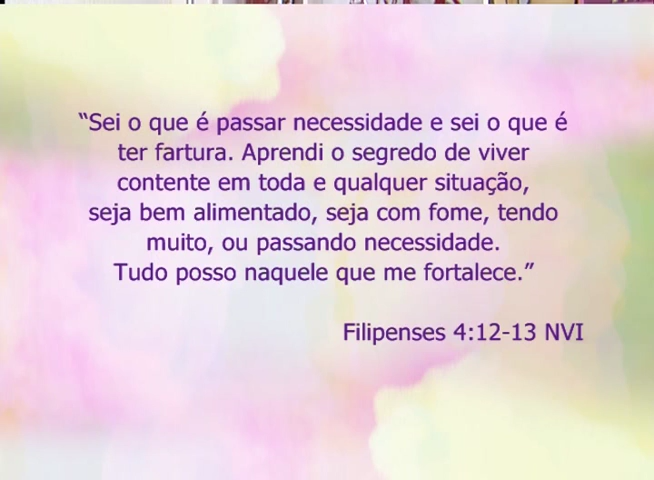 “Sei o que é passar necessidade e sei o que é
ter fartura. Aprendi o segredo de viver
contente em toda e qualquer situação,
seja bem alimentado, seja com fome, tendo
muito, ou passando necessidade.
Tudo posso naquele que me fortalece.”
Filipenses 4:12-13 NVI